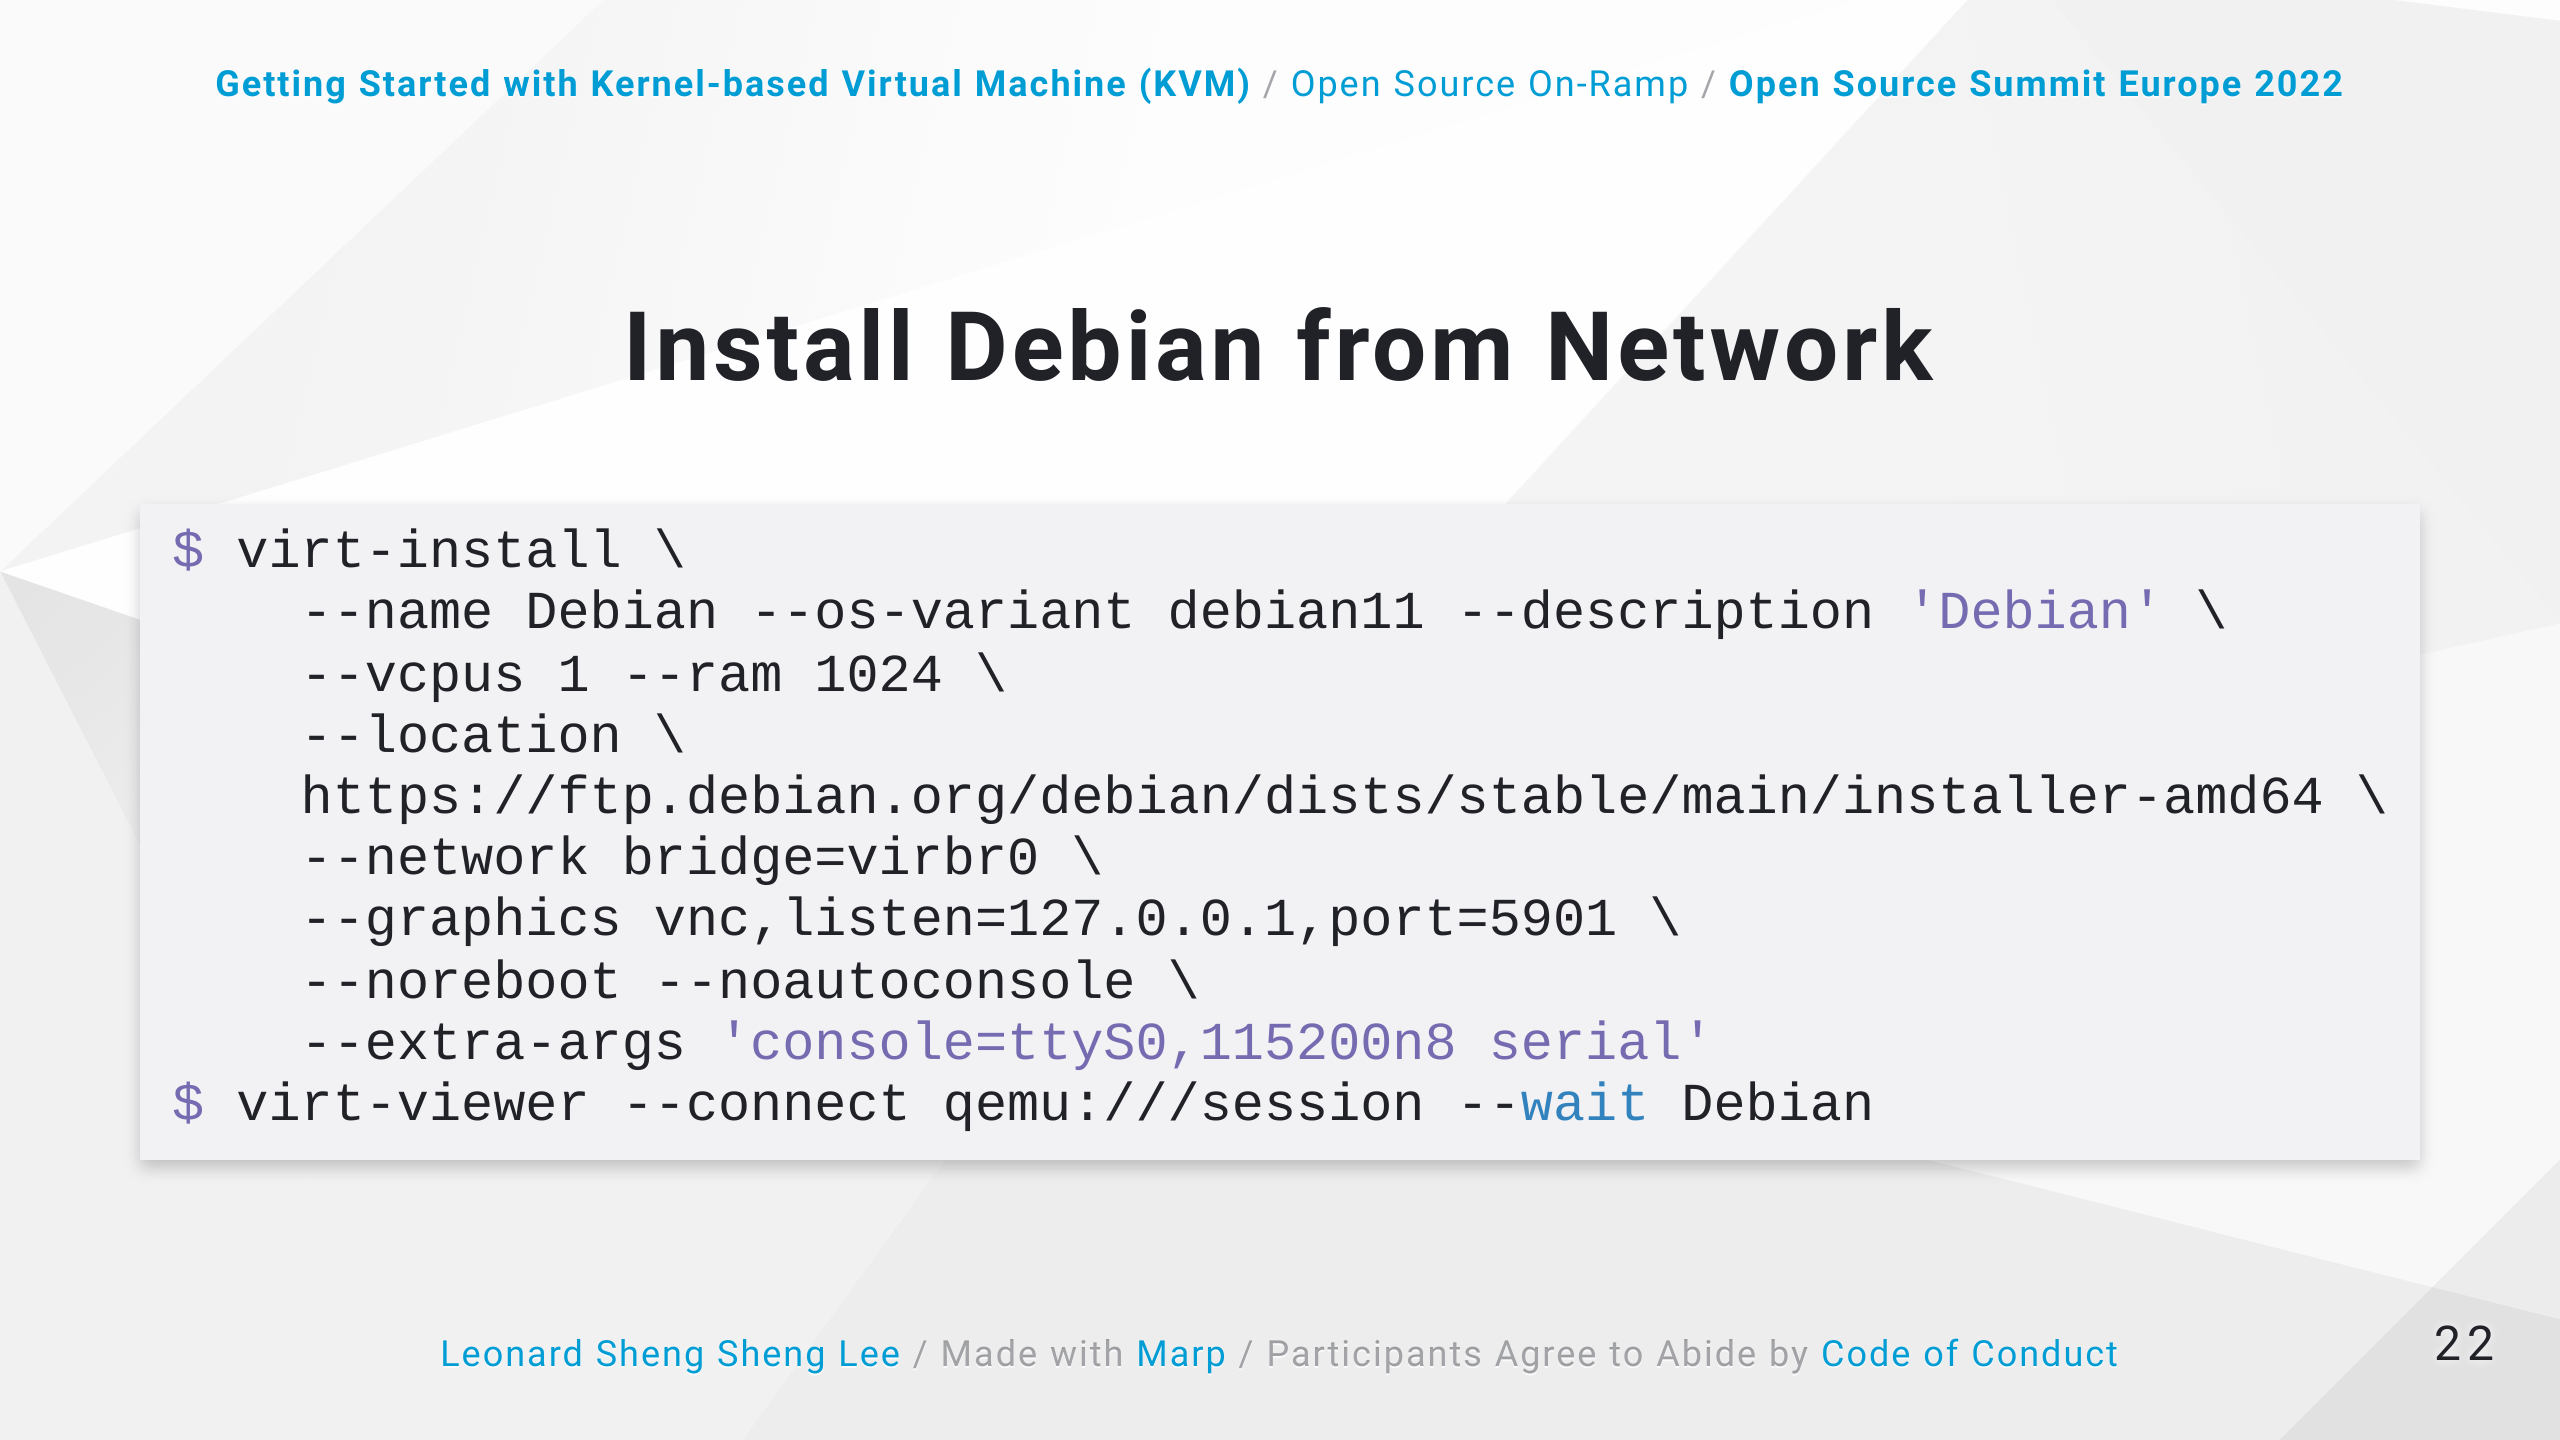 Getting Started with Kernel-based Virtual Machine (KVM) / Open Source On-Ramp / Open Source Summit Europe 2022
Install Debian from Network
$ virt-install \
    --name Debian --os-variant debian11 --description 'Debian' \
    --vcpus 1 --ram 1024 \
    --location \
    https://ftp.debian.org/debian/dists/stable/main/installer-amd64 \
    --network bridge=virbr0 \
    --graphics vnc,listen=127.0.0.1,port=5901 \
    --noreboot --noautoconsole \
    --extra-args 'console=ttyS0,115200n8 serial'
$ virt-viewer --connect qemu:///session --wait Debian
Leonard Sheng Sheng Lee / Made with Marp / Participants Agree to Abide by Code of Conduct
22